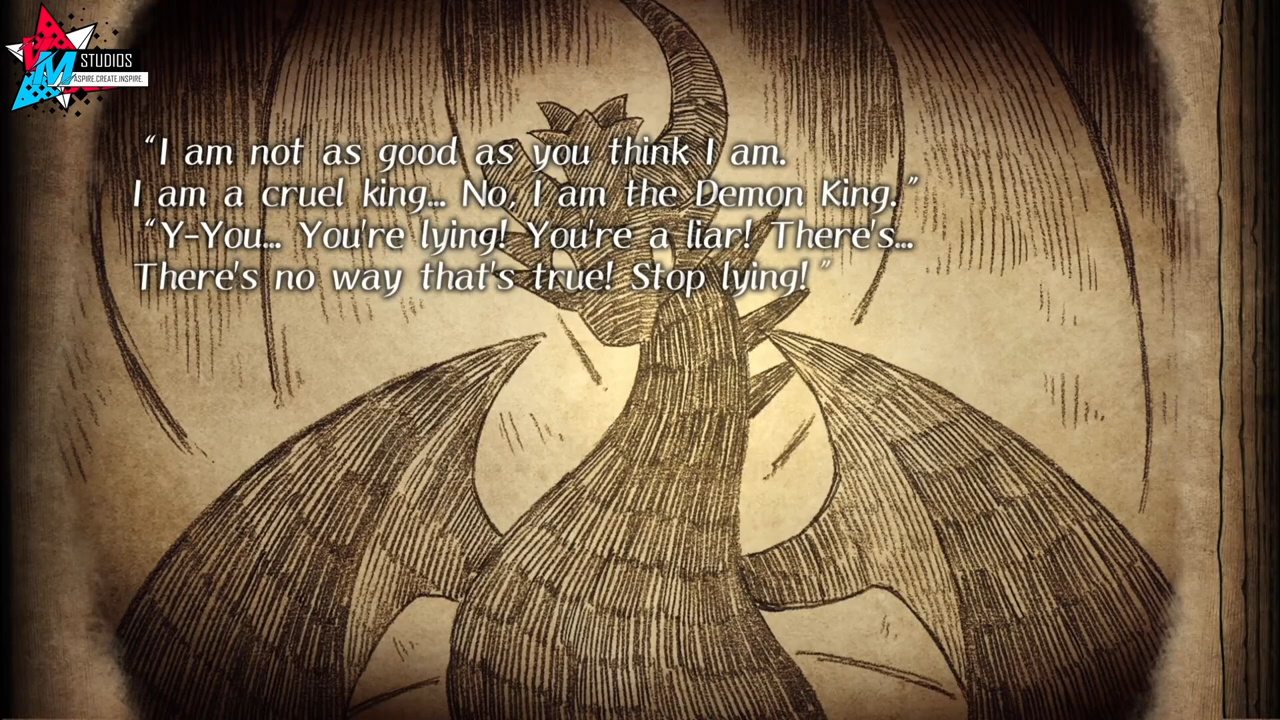 VM
STUDIOS
ASPIRE.CREATE.INSPIRE.
“I am not as good as you think I am.
I am a cruel king... No, I am the Demon King.”
“Y-You... You're lying! You're a liar! There's...
There's no way that's true! Stop lying!”